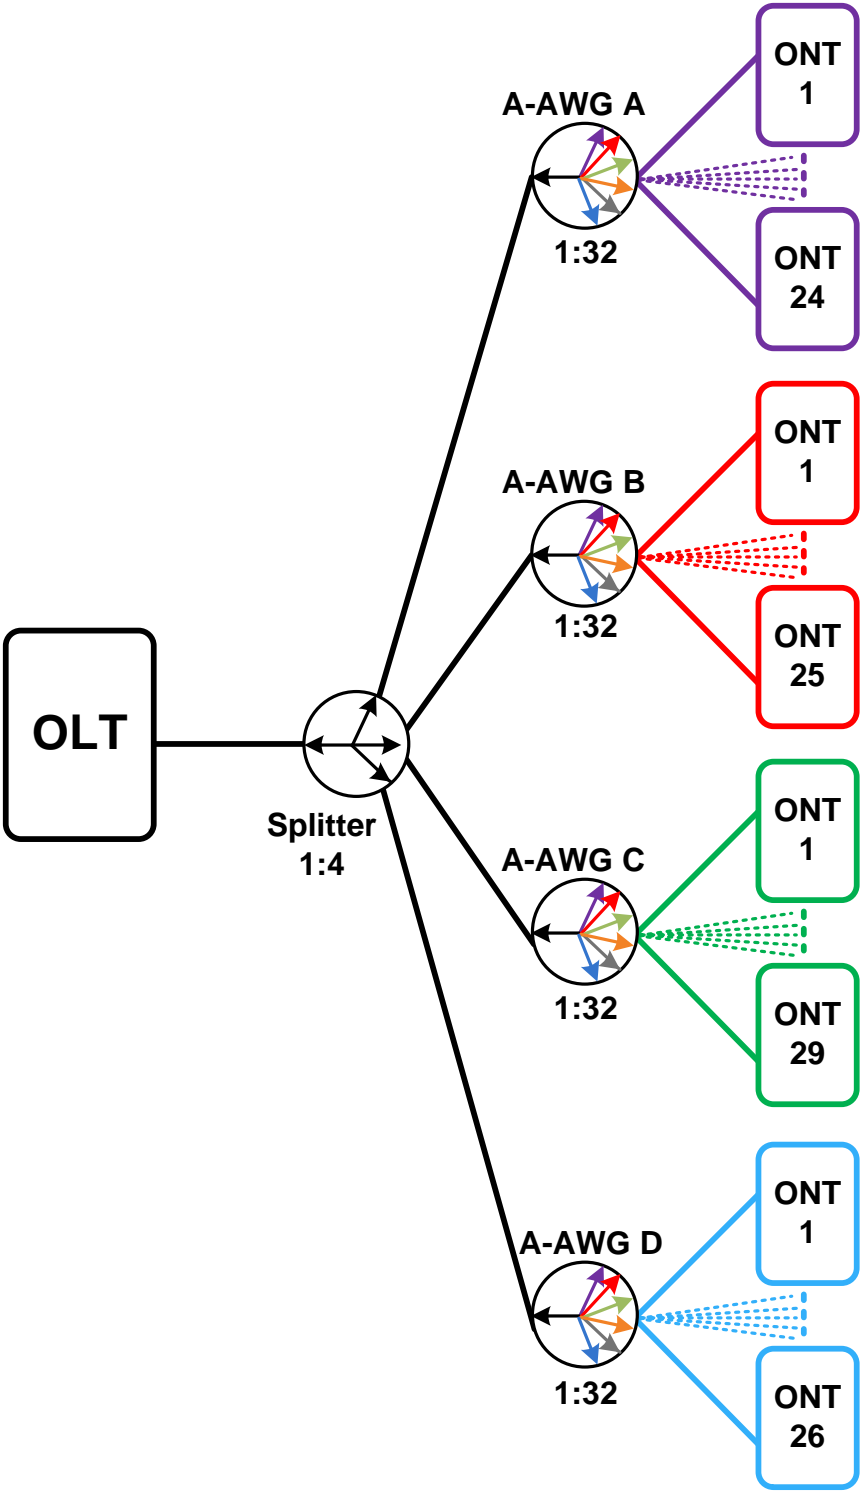 A-AWG A
1:32
ONT
1
ONT
24
A-AWG B
1:32
ONT
1
ONT
25
OLT
Splitter
1:4
A-AWG C
1:32
ONT
1
ONT
29
A-AWG D
1:32
ONT
1
ONT
26